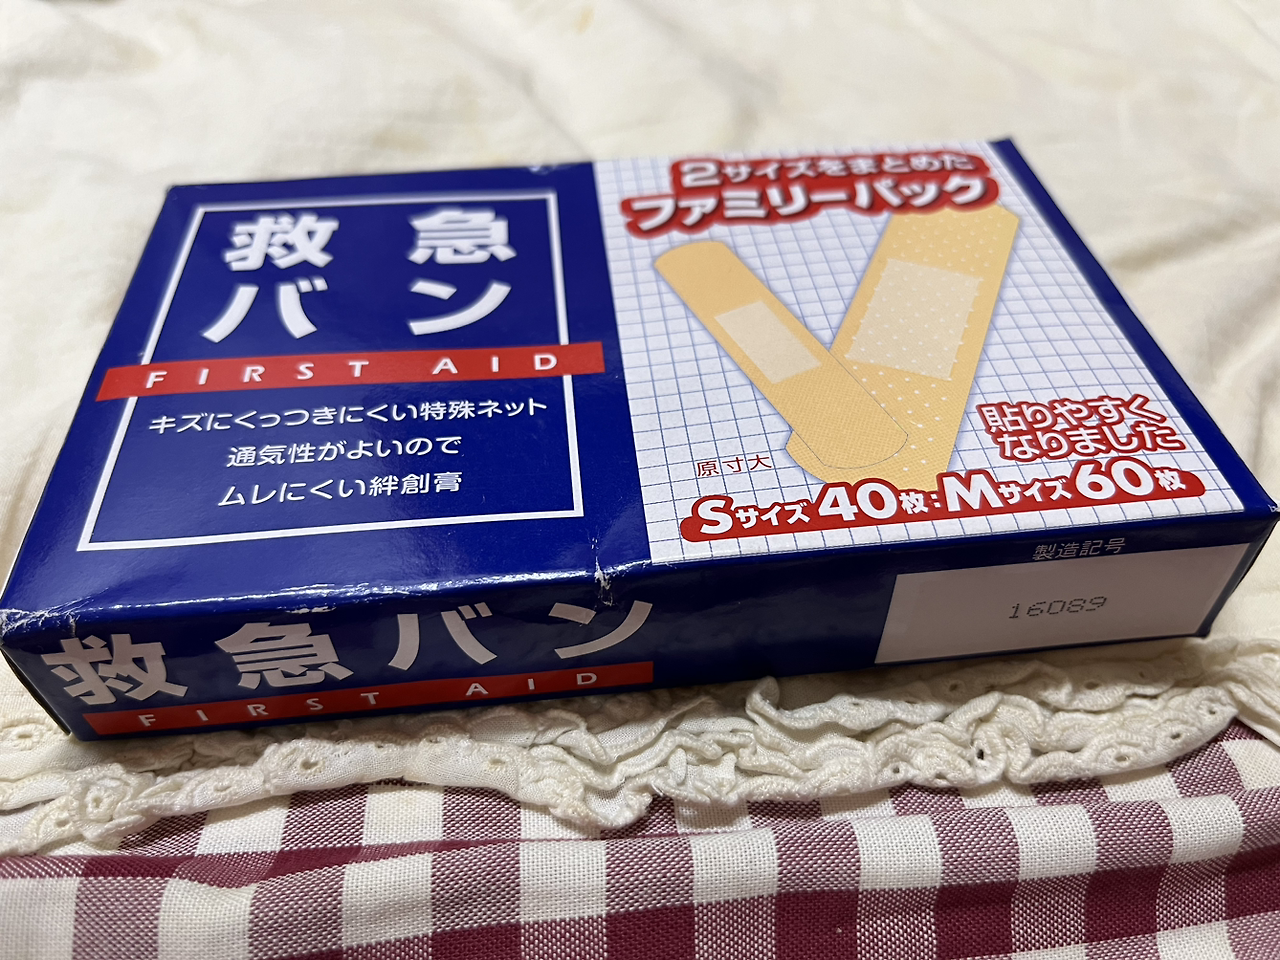 救急
バン
FIRST AID
キズにくっつきにくい特殊ネット
通気性がよいので
ムレにくい絆創膏
2サイズをまとめた
ファミリーパック
原寸大
貼りやすく
なりました
Sサイズ40枚:Mサイズ60枚
救急バン
FIRST AID
製造記号
16089